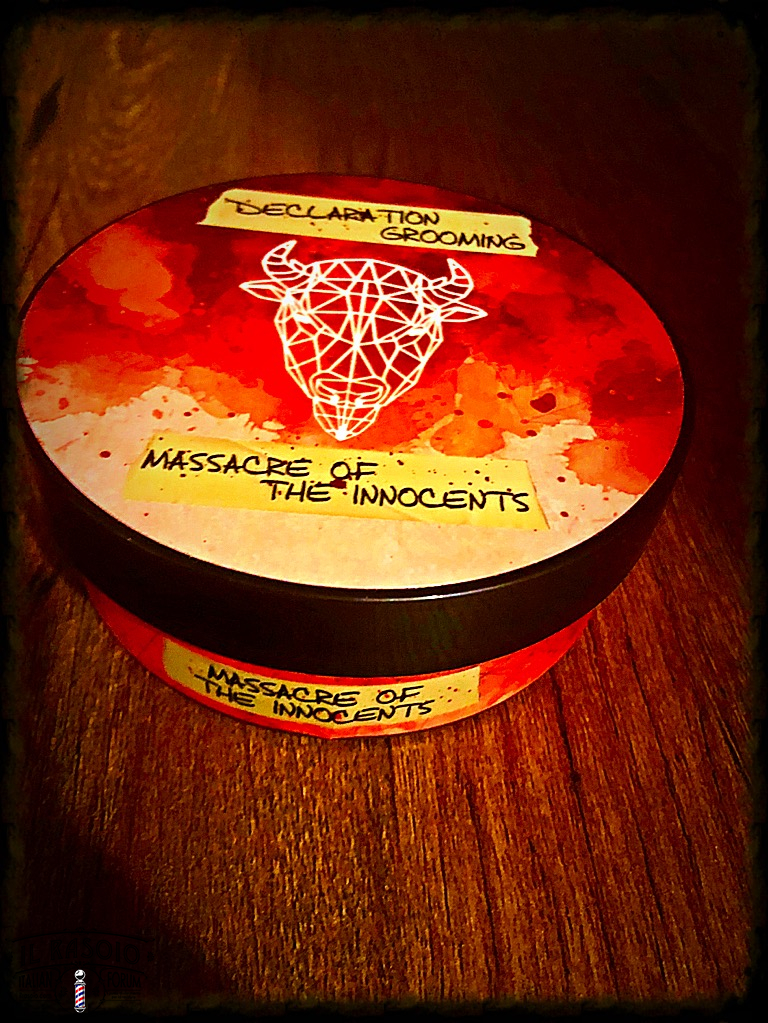 DECLARATION
GROOMING
MASSACRE OF
THE INNOCENTS
MASSACRE OF
THE INNOCENTS